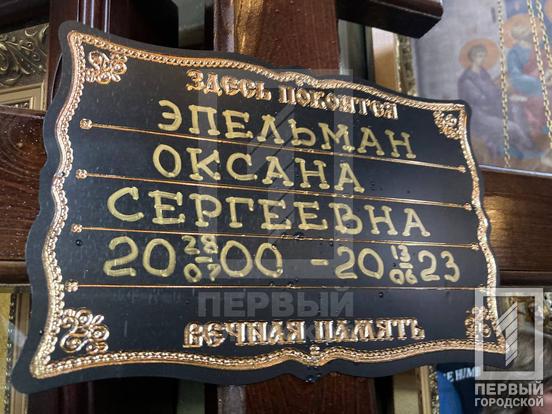 ЗДЕСЬ ПОКОИТСЯ
ЭПЕЛЬМАН
ОКСАНА
СЕРГЕЕВНА
20 28/07 00 - 20 13/06 23
ВЕЧНАЯ ПАМЯТЬ
ПЕРВЫЙ
ПЕРВЫЙ
ГОРОДСКОЙ